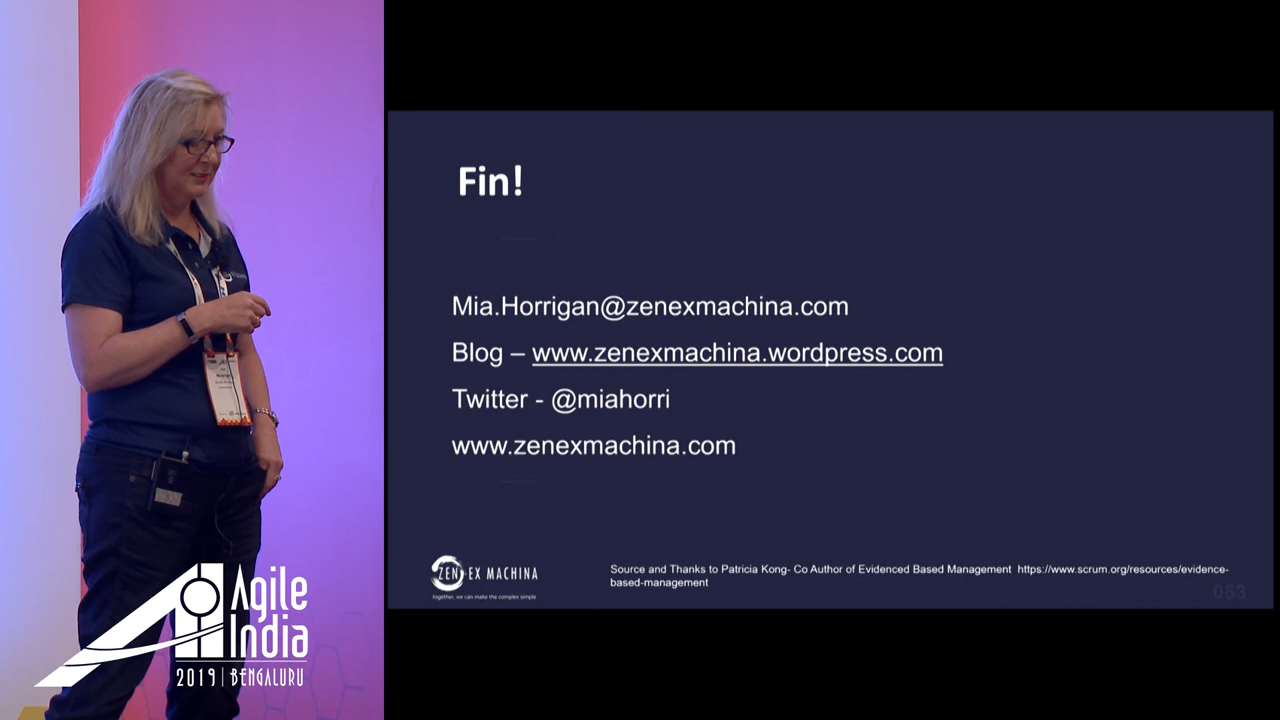 Fin!
Mia.Horrigan@zenexmachina.com
Blog – www.zenexmachina.wordpress.com
Twitter - @miahorri
www.zenexmachina.com
ZEN EX MACHINA
together, we can make the complex simple
Source and Thanks to Patricia Kong- Co Author of Evidenced Based Management https://www.scrum.org/resources/evidence-
based-management
053
Agile
India
2019 | BENGALURU